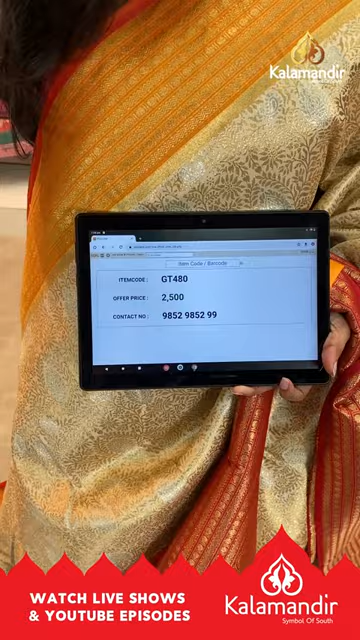 Kalamandir
Item Code / Barcode
ITEMCODE : GT480
OFFER PRICE : 2,500
CONTACT NO : 9852 9852 99
WATCH LIVE SHOWS
& YOUTUBE EPISODES
Kalamandir
Symbol Of South